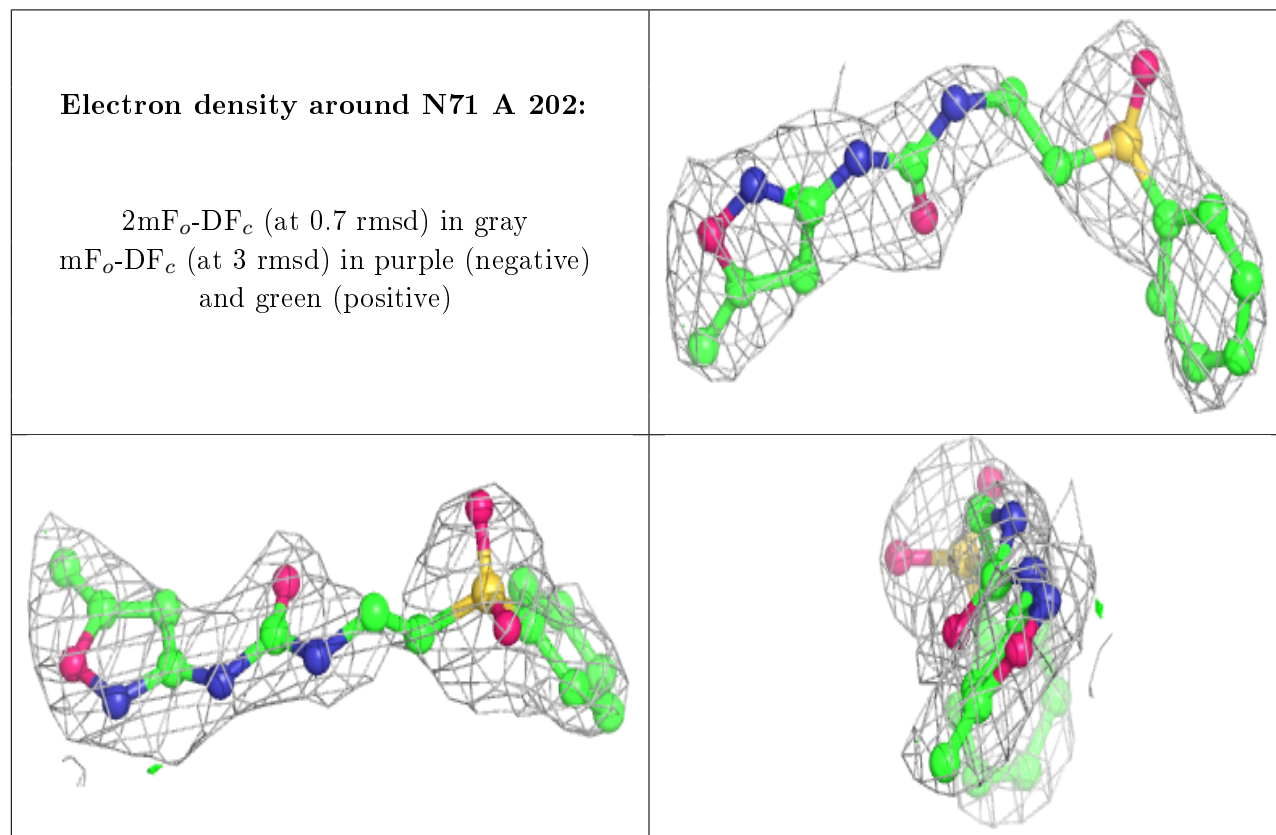 Electron density around N71 A 202:
2mFₒ-DF𝒸 (at 0.7 rmsd) in gray
mFₒ-DF𝒸 (at 3 rmsd) in purple (negative)
and green (positive)